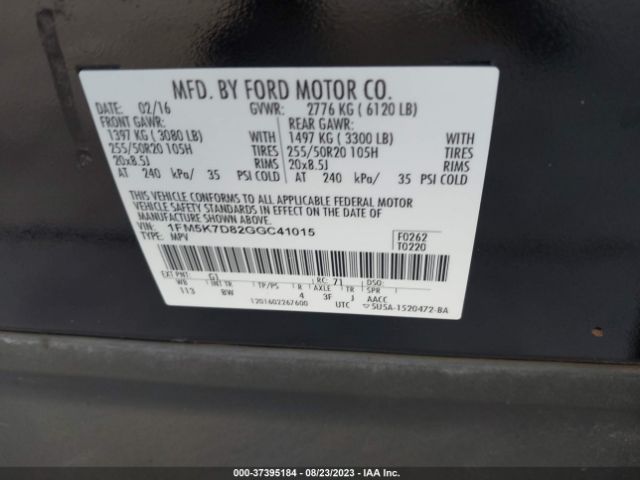 MFD. BY FORD MOTOR CO.
DATE: 02/16 GVWR: 2776 KG ( 6120 LB)
FRONT GAWR: REAR GAWR:
1397 KG ( 3080 LB) WITH 1497 KG ( 3300 LB) WITH
255/50R20 105H TIRES 255/50R20 105H TIRES
20x8.5J RIMS 20x8.5J RIMS
AT 240 kPa/ 35 PSI COLD AT 240 kPa/ 35 PSI COLD
THIS VEHICLE CONFORMS TO ALL APPLICABLE FEDERAL MOTOR
VEHICLE SAFETY STANDARDS IN EFFECT ON THE DATE OF
MANUFACTURE SHOWN ABOVE.
VIN: 1FM5K7D82GGC41015 F0262
TYPE: MPV T0220
EXT PNT: G1 RC: 71 DSO:
WB INT TR TP/PS R AXLE TR SPR
113 BW 4 3F J AACC
1201602267600 UTC 5U5A-1520472-BA
000-37395184 | 08/23/2023 | IAA Inc.